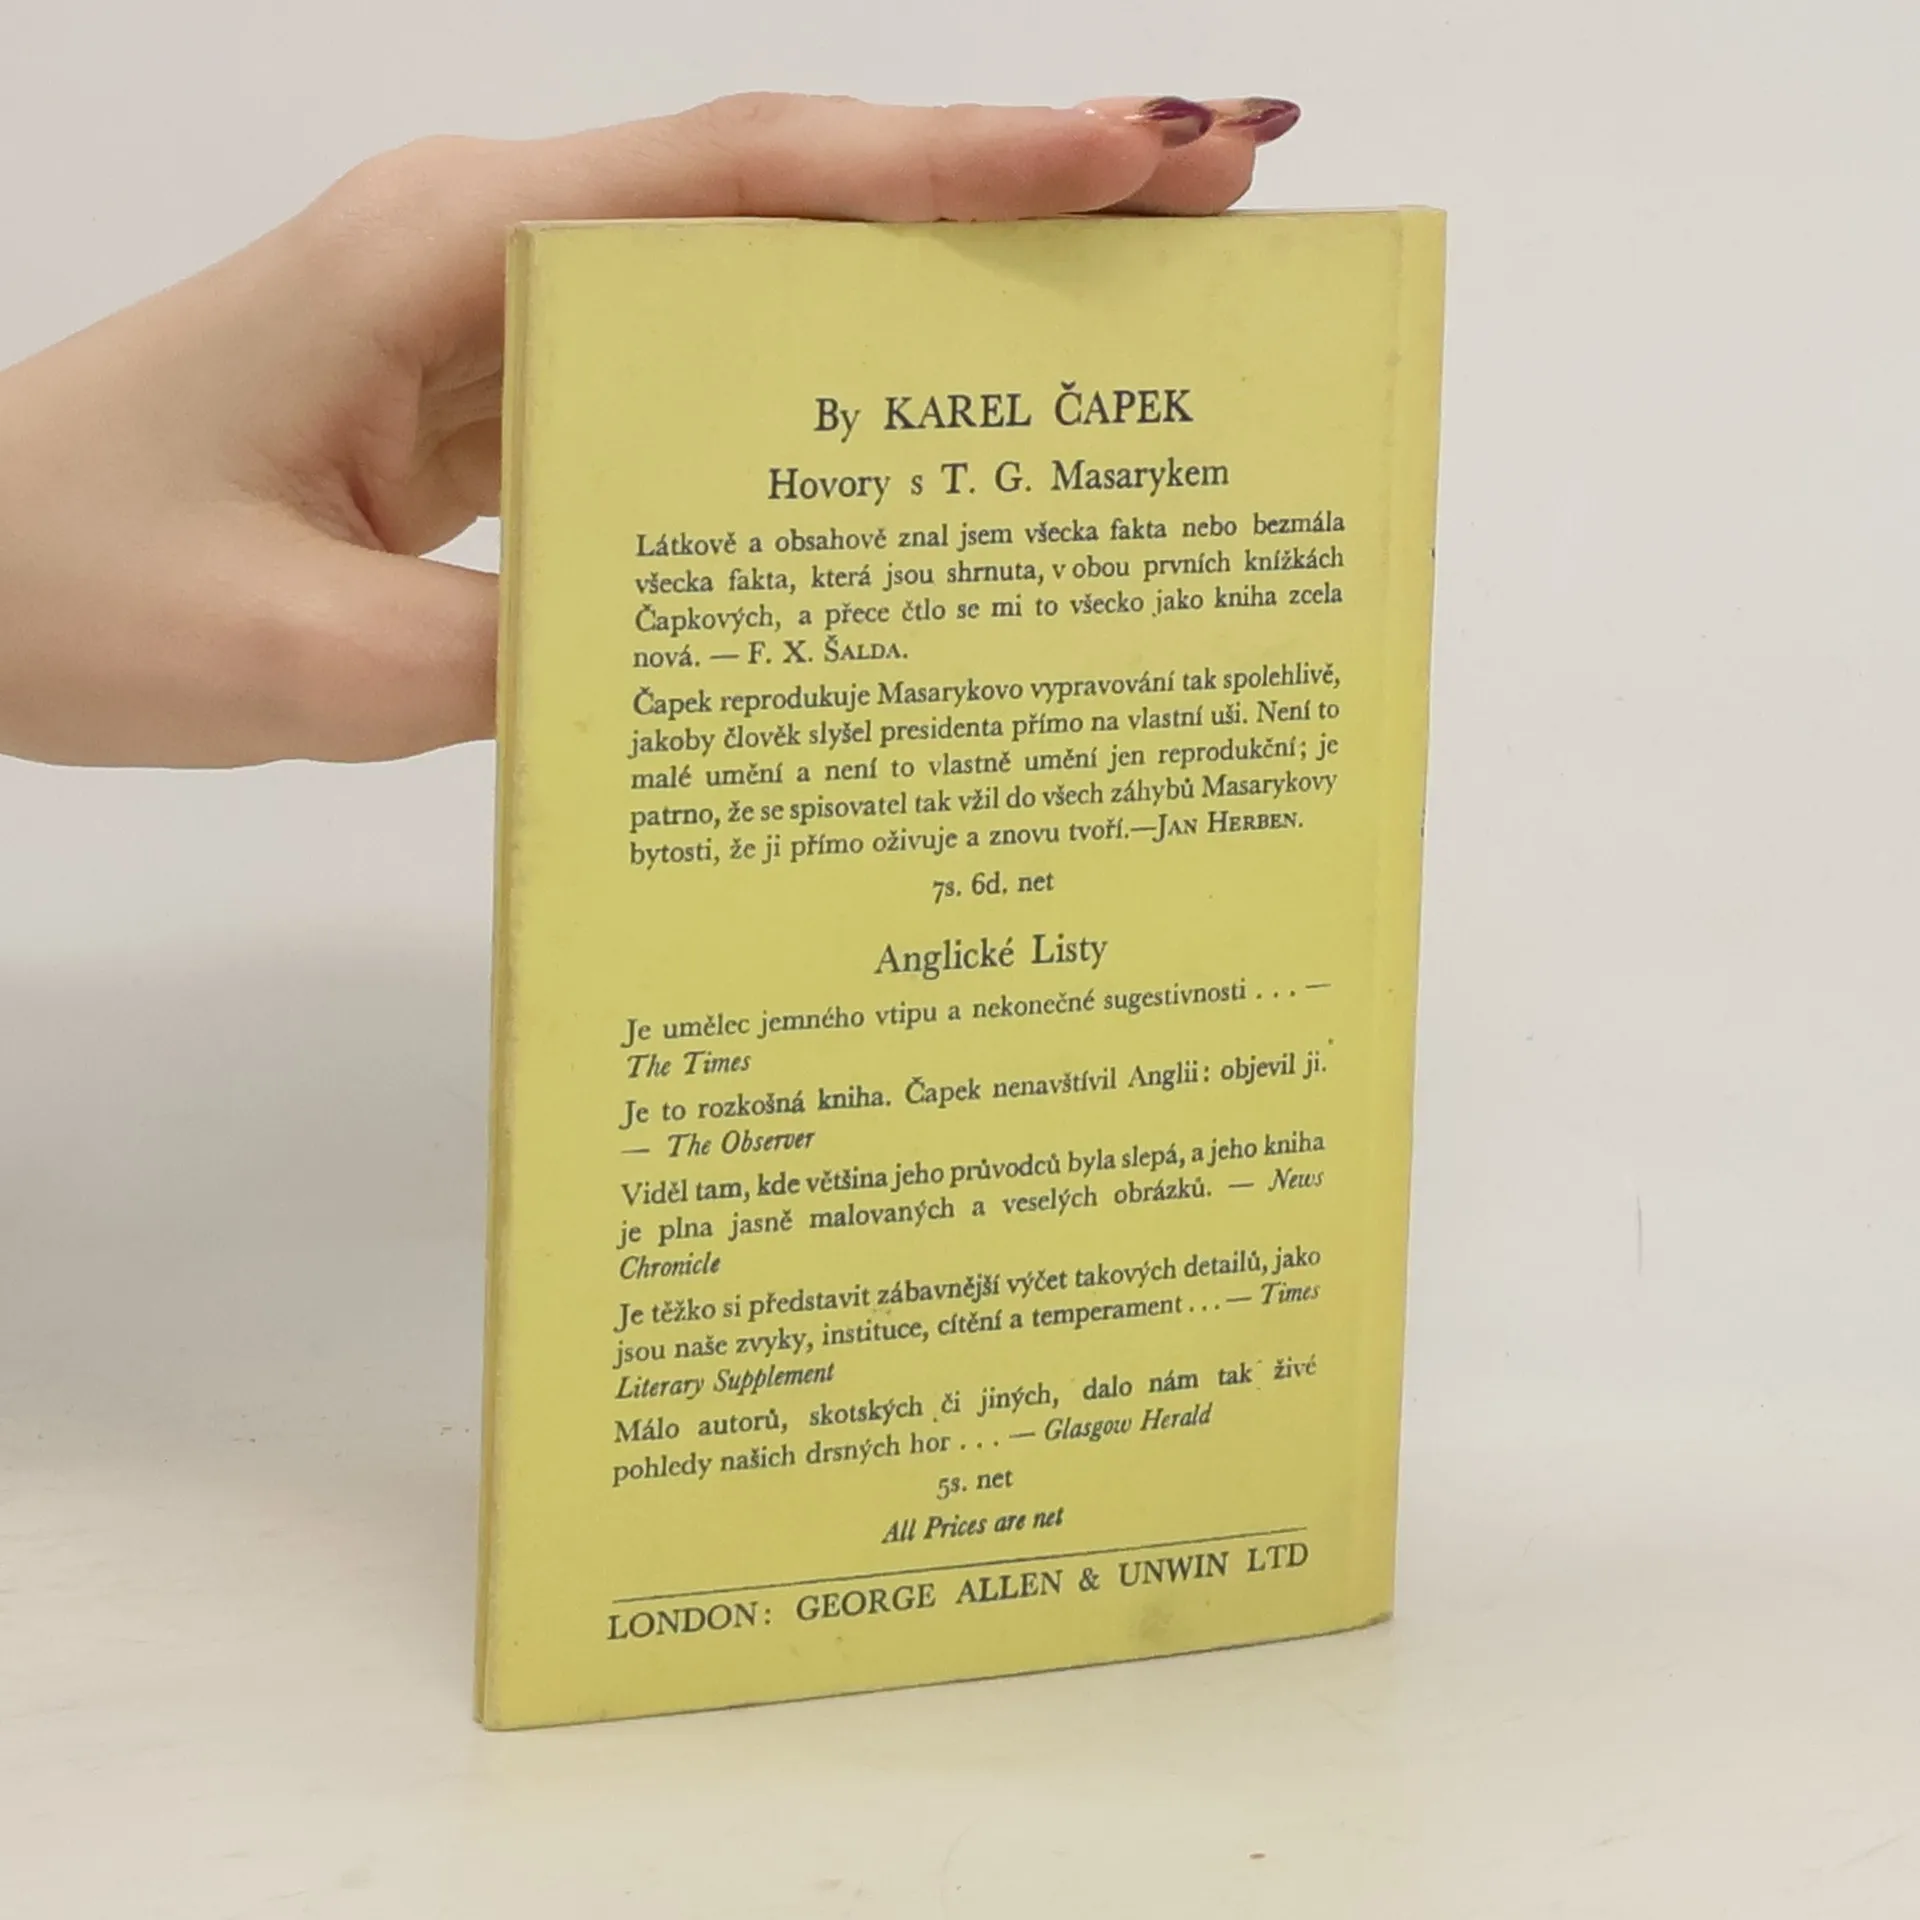 By KAREL ČAPEK
Hovory s T. G. Masarykem
Látkově a obsahově znal jsem všecka fakta nebo bezmála
všecka fakta, která jsou shrnuta, v obou prvních knížkách
Čapkových, a přece čtlo se mi to všecko jako kniha zcela
nová. — F. X. ŠALDA.
Čapek reprodukuje Masarykovo vypravování tak spolehlivě,
jakoby člověk slyšel presidenta přímo na vlastní uši. Není to
malé umění a není to vlastně umění jen reprodukční; je
patrno, že se spisovatel tak vžil do všech záhybů Masarykovy
bytosti, že ji přímo oživuje a znovu tvoří.—JAN HERBEN.
7s. 6d. net
Anglické Listy
Je umělec jemného vtipu a nekonečné sugestivnosti . . . —
The Times
Je to rozkošná kniha. Čapek nenavštívil Anglii: objevil ji.
— The Observer
Viděl tam, kde většina jeho průvodců byla slepá, a jeho kniha
je plna jasně malovaných a veselých obrázků. — News
Chronicle
Je těžko si představit zábavnější výčet takových detailů, jako
jsou naše zvyky, instituce, cítění a temperament . . . — Times
Literary Supplement
Málo autorů, skotských či jiných, dalo nám tak živé
pohledy našich drsných hor . . . — Glasgow Herald
5s. net
All Prices are net
LONDON: GEORGE ALLEN & UNWIN LTD